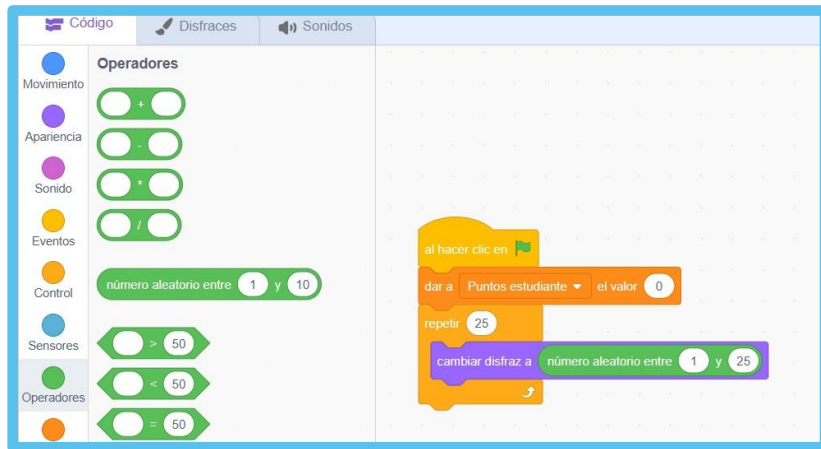 Código Disfraces Sonidos
Operadores
Movimiento
Apariencia
Sonido
Eventos
Control
Sensores
Operadores
+
-
*
/
número aleatorio entre 1 y 10
> 50
< 50
= 50
al hacer clic en
dar a Puntos estudiante el valor 0
repetir 25
cambiar disfraz a número aleatorio entre 1 y 25